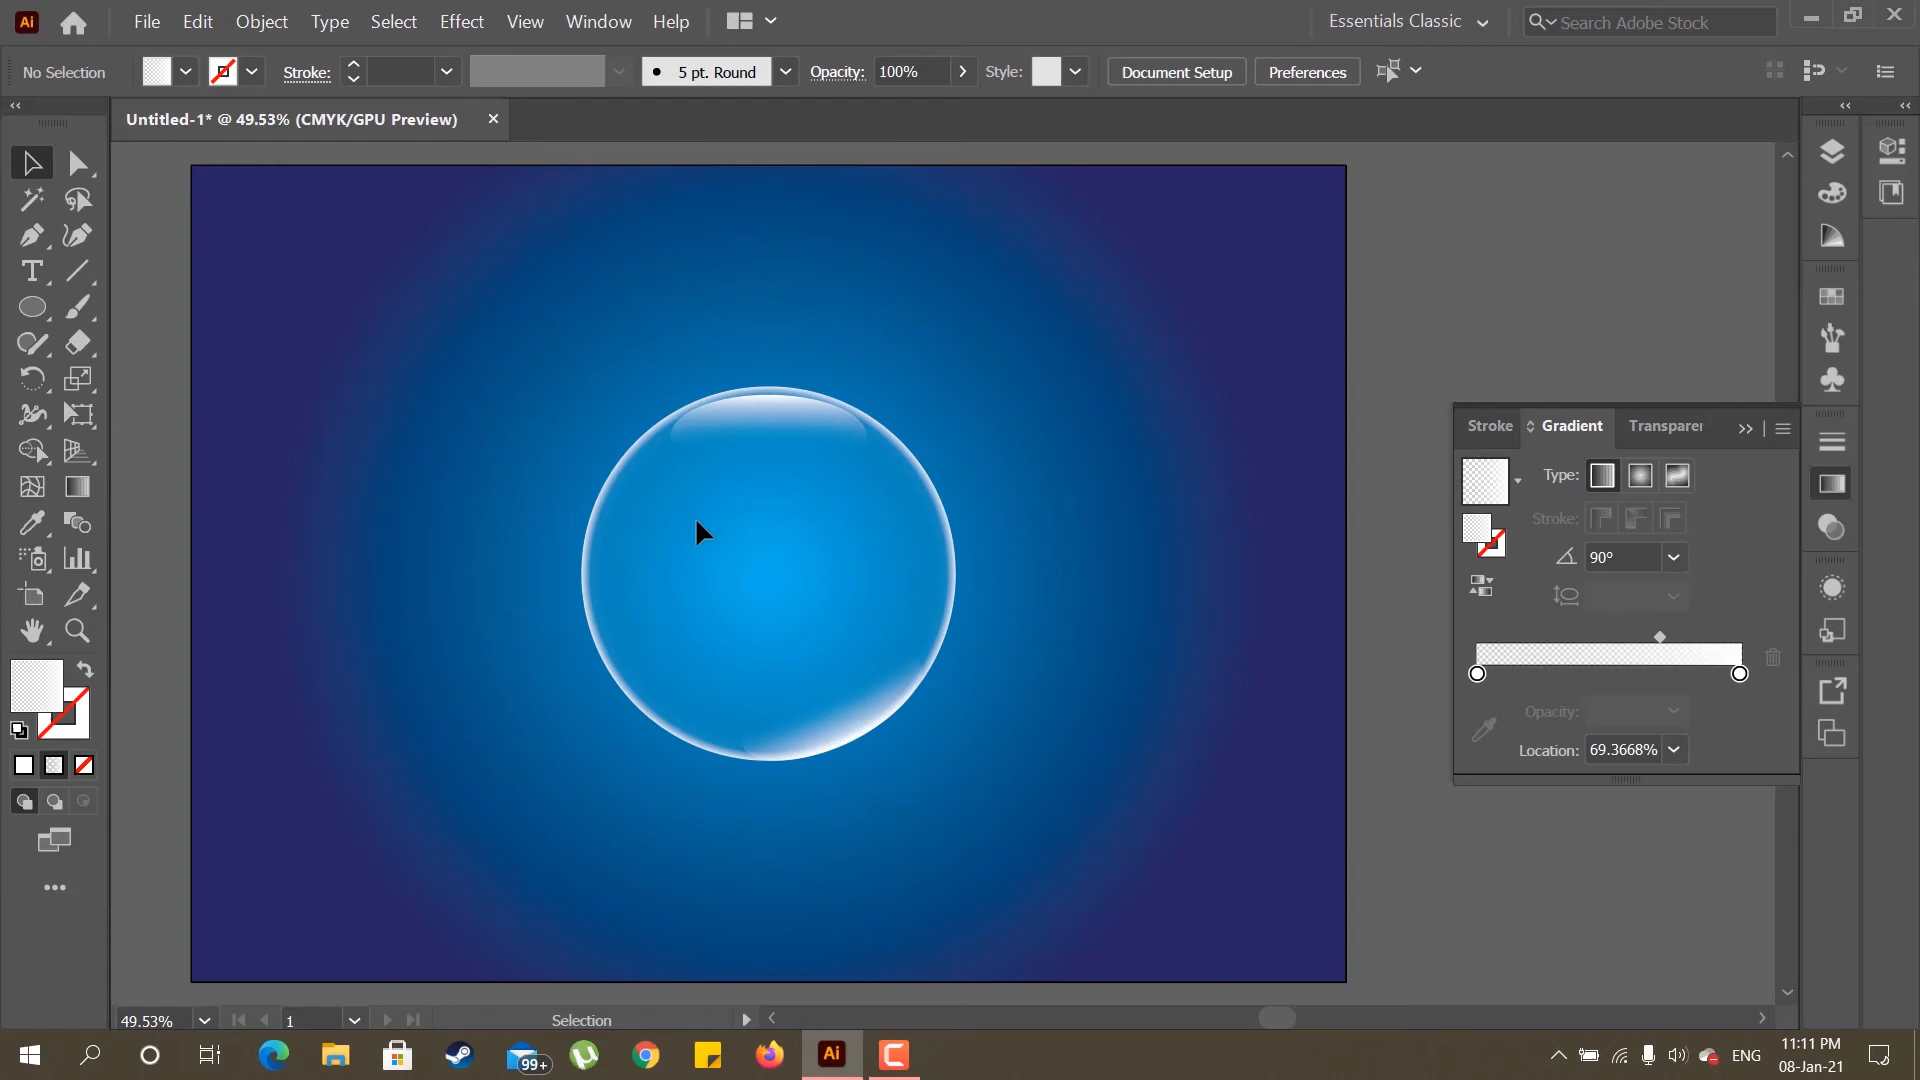 Ai File Edit Object Type Select Effect View Window Help Essentials Classic Search Adobe Stock
No Selection Stroke: 5 pt. Round Opacity: 100% Style: Document Setup Preferences
Untitled-1* @ 49.53% (CMYK/GPU Preview)
Stroke Gradient Transparen
Type:
Stroke:
90°
Opacity:
Location: 69.3668%
49.53% 1 Selection
99+ Ai ENG 11:11 PM
08-Jan-21